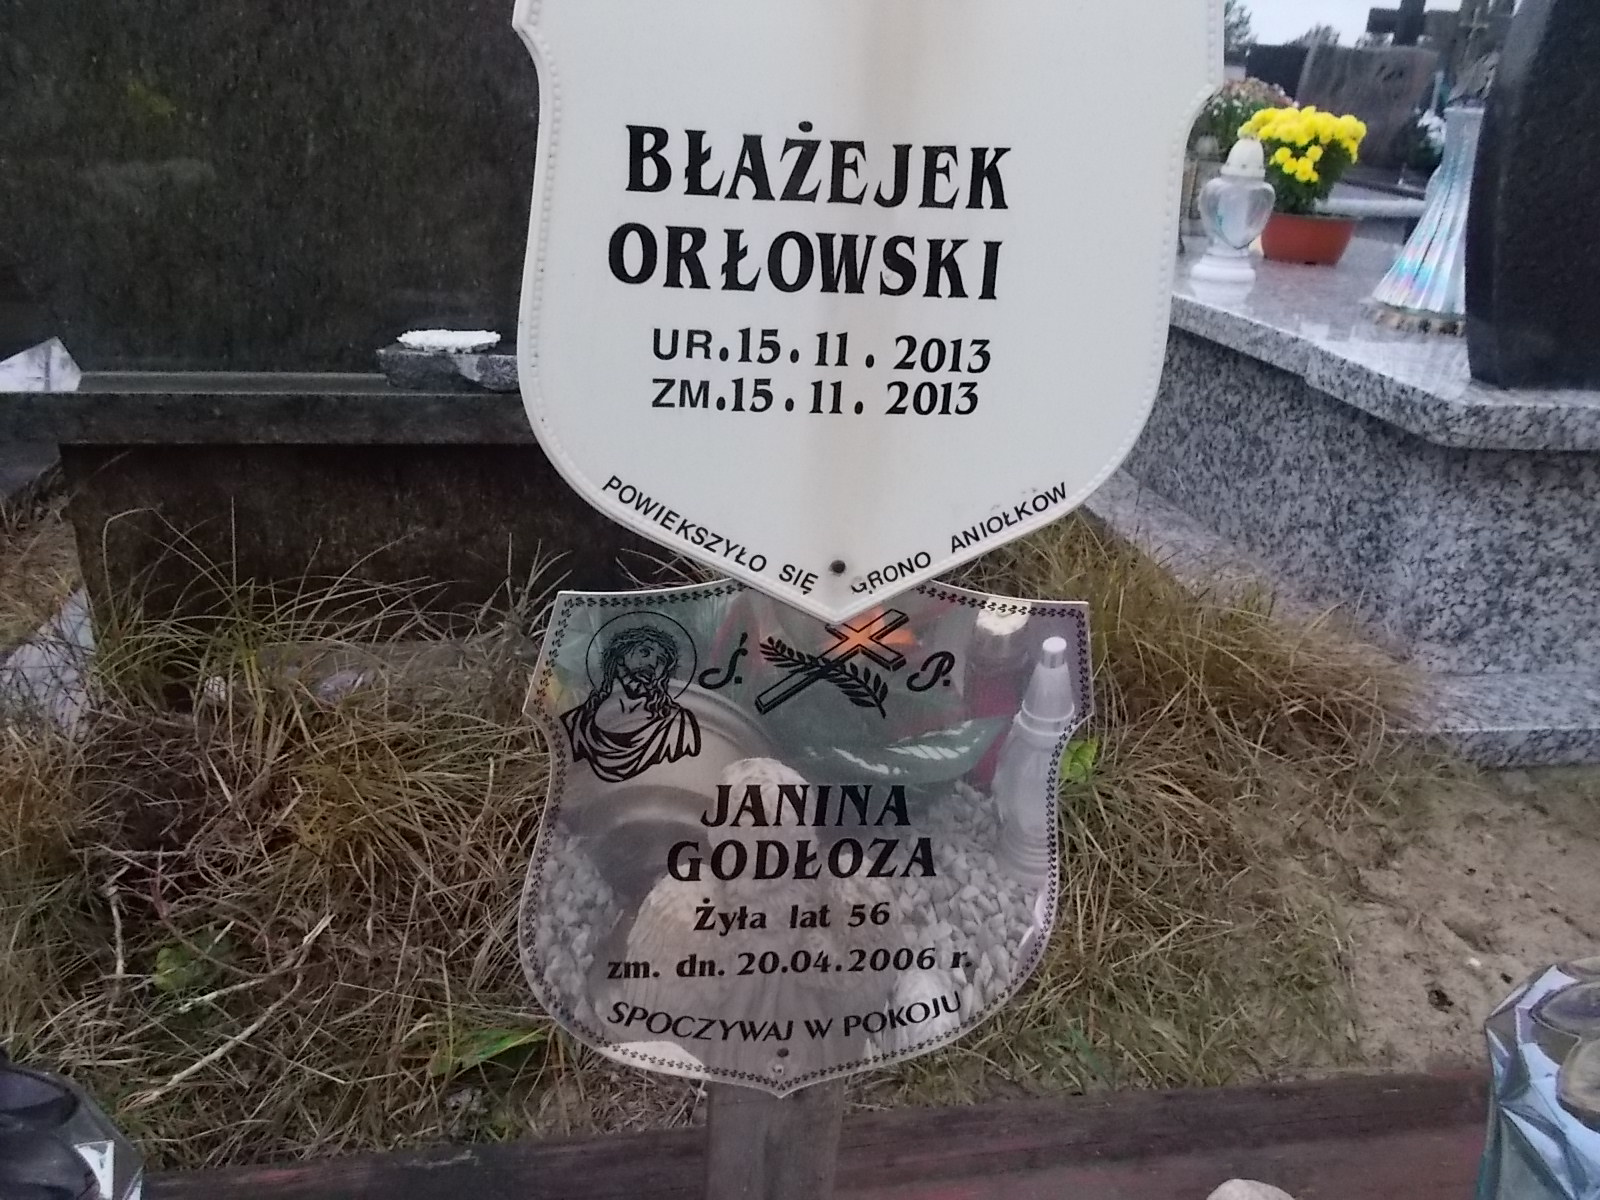 BŁAŻEJEK
ORŁOWSKI
UR.15.11.2013
ZM.15.11.2013
POWIEKSZYŁO SIĘ GRONO ANIOŁKÓW
Ś. P.
JANINA
GODŁOZA
Żyła lat 56
zm. dn. 20.04.2006 r.
SPOCZYWAJ W POKOJU